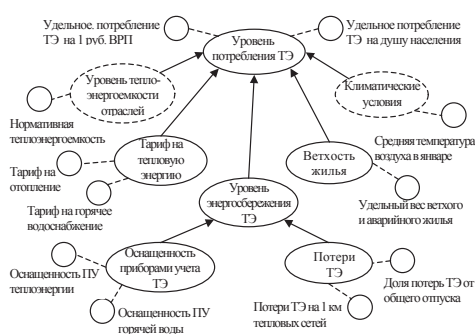 Удельное. потребление
ТЭ на 1 руб. ВРП
Уровень
потребления ТЭ
Удельное потребление
ТЭ на душу населения
Уровень тепло-
энергоемкости
отраслей
Климатические
условия
Нормативная
теплоэнергоемкость
Тариф на
тепловую
энергию
Ветхость
жилья
Средняя температура
воздуха в январе
Тариф на
отопление
Тариф на горячее
водоснабжение
Уровень
энергосбережения
ТЭ
Удельный вес ветхого
и аварийного жилья
Оснащенность ПУ
теплоэнергии
Оснащенность
приборами учета
ТЭ
Потери
ТЭ
Доля потерь ТЭ от
общего отпуска
Оснащенность ПУ
горячей воды
Потери ТЭ на 1 км
тепловых сетей